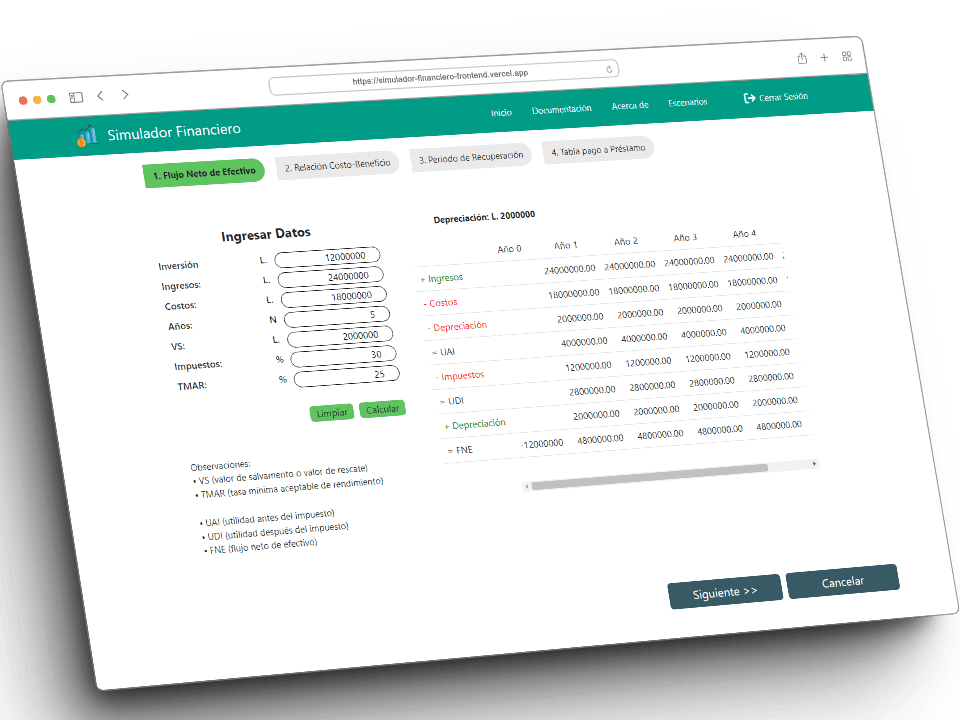 https://simulador-financiero-frontend.vercel.app
Simulador Financiero
Inicio Documentación Acerca de Escenarios Cerrar Sesión
1. Flujo Neto de Efectivo 2. Relación Costo-Beneficio 3. Periodo de Recuperación 4. Tabla pago a Préstamo
Ingresar Datos
Inversión L. 12000000
Ingresos: L. 24000000
Costos: L. 18000000
Años: N 5
VS: L. 2000000
Impuestos: % 30
TMAR: % 25
Limpiar Calcular
Observaciones:
• VS (valor de salvamento o valor de rescate)
• TMAR (tasa mínima aceptable de rendimiento)
• UAI (utilidad antes del impuesto)
• UDI (utilidad después del impuesto)
• FNE (flujo neto de efectivo)
Depreciación: L. 2000000
Año 0 Año 1 Año 2 Año 3 Año 4
+ Ingresos 24000000.00 24000000.00 24000000.00 24000000.00
- Costos 18000000.00 18000000.00 18000000.00 18000000.00
- Depreciación 2000000.00 2000000.00 2000000.00 2000000.00
= UAI 4000000.00 4000000.00 4000000.00 4000000.00
- Impuestos 1200000.00 1200000.00 1200000.00 1200000.00
= UDI 2800000.00 2800000.00 2800000.00 2800000.00
+ Depreciación 2000000.00 2000000.00 2000000.00 2000000.00
= FNE -12000000 4800000.00 4800000.00 4800000.00 4800000.00
Siguiente >> Cancelar